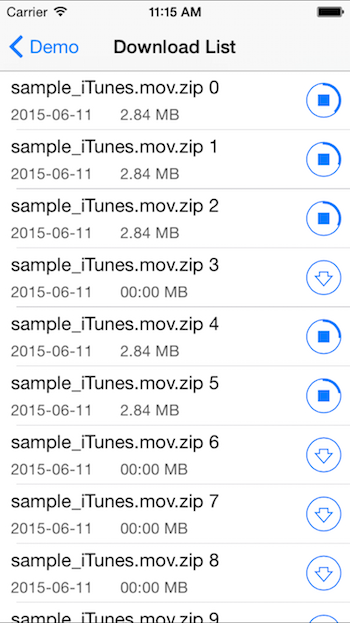 Carrier 11:15 AM
Demo Download List
sample_iTunes.mov.zip 0
2015-06-11 2.84 MB
sample_iTunes.mov.zip 1
2015-06-11 2.84 MB
sample_iTunes.mov.zip 2
2015-06-11 2.84 MB
sample_iTunes.mov.zip 3
2015-06-11 00:00 MB
sample_iTunes.mov.zip 4
2015-06-11 2.84 MB
sample_iTunes.mov.zip 5
2015-06-11 2.84 MB
sample_iTunes.mov.zip 6
2015-06-11 00:00 MB
sample_iTunes.mov.zip 7
2015-06-11 00:00 MB
sample_iTunes.mov.zip 8
2015-06-11 00:00 MB
sample_iTunes.mov.zip 9